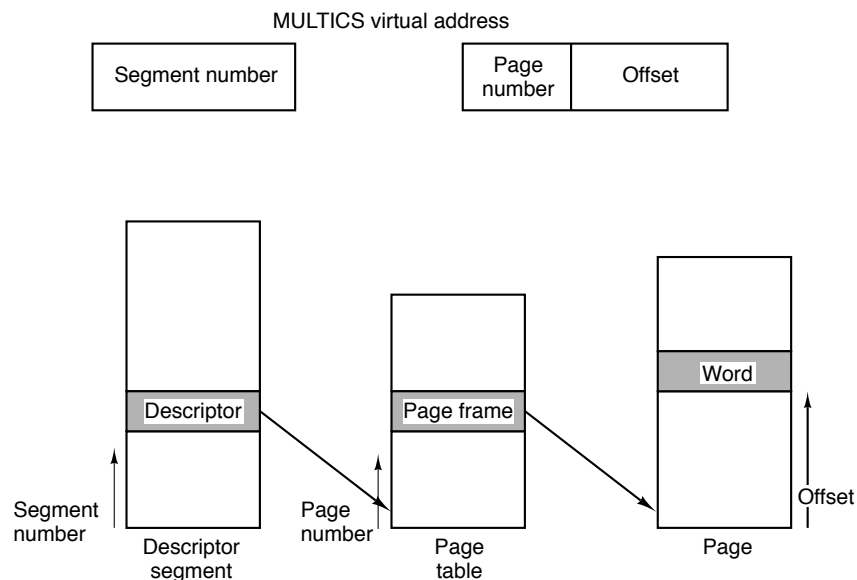 MULTICS virtual address
Segment number
Page
number
Offset
Descriptor
Page frame
Word
Segment
number
Page
number
Offset
Descriptor
segment
Page
table
Page